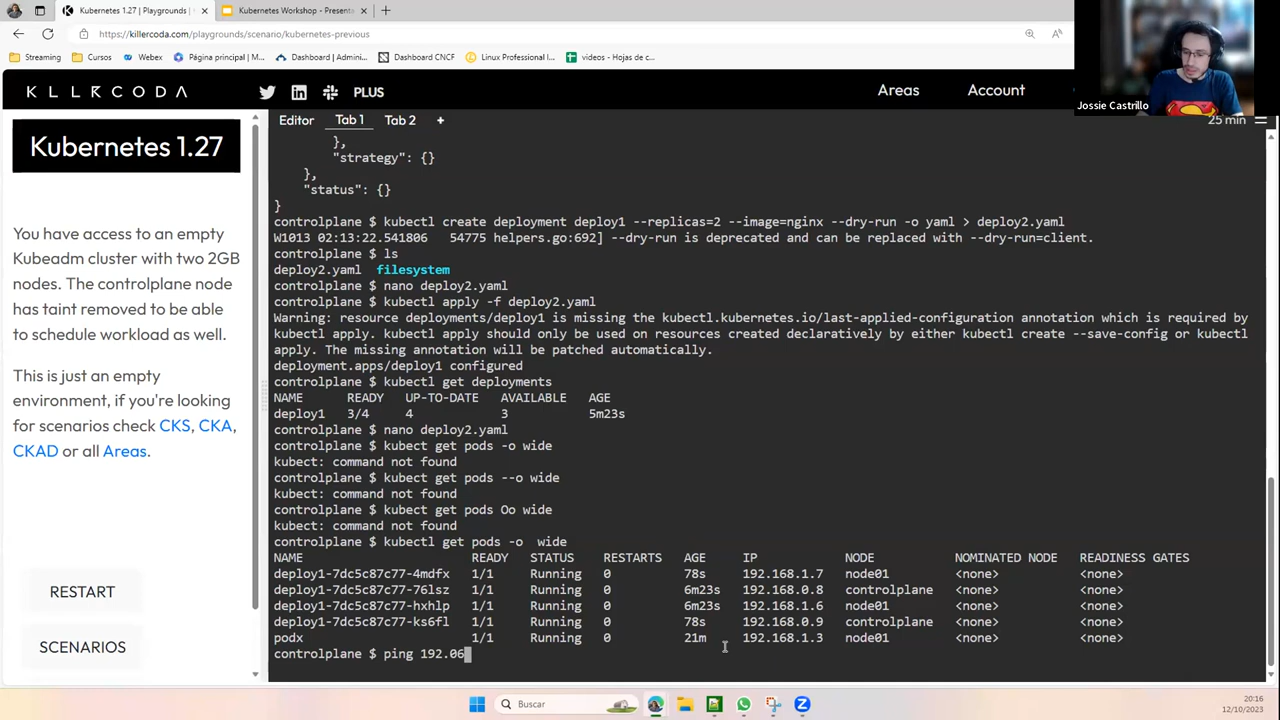 Kubernetes 1.27 | Playgrounds |
Kubernetes Workshop - Presenta
https://killercoda.com/playgrounds/scenario/kubernetes-previous
Streaming
Cursos
Webex
Página principal | M...
Dashboard | Admini...
Dashboard CNCF
Linux Professional I...
videos - Hojas de c...
Jossie Castrillo
KLLRCODA
PLUS
Areas
Account
Kubernetes 1.27
Editor
Tab 1
Tab 2
+
25 min
You have access to an empty
Kubeadm cluster with two 2GB
nodes. The controlplane node
has taint removed to be able
to schedule workload as well.
This is just an empty
environment, if you're looking
for scenarios check CKS, CKA,
CKAD or all Areas.
RESTART
SCENARIOS
},
"strategy": {}
},
"status": {}
}
controlplane $ kubectl create deployment deploy1 --replicas=2 --image=nginx --dry-run -o yaml > deploy2.yaml
W1013 02:13:22.541806   54775 helpers.go:692] --dry-run is deprecated and can be replaced with --dry-run=client.
controlplane $ ls
deploy2.yaml  filesystem
controlplane $ nano deploy2.yaml
controlplane $ kubectl apply -f deploy2.yaml
Warning: resource deployments/deploy1 is missing the kubectl.kubernetes.io/last-applied-configuration annotation which is required by
kubectl apply. kubectl apply should only be used on resources created declaratively by either kubectl create --save-config or kubectl
apply. The missing annotation will be patched automatically.
deployment.apps/deploy1 configured
controlplane $ kubectl get deployments
NAME      READY   UP-TO-DATE   AVAILABLE   AGE
deploy1   3/4     4            3           5m23s
controlplane $ nano deploy2.yaml
controlplane $ kubect get pods -o wide
kubect: command not found
controlplane $ kubect get pods --o wide
kubect: command not found
controlplane $ kubect get pods Oo wide
kubect: command not found
controlplane $ kubectl get pods -o  wide
NAME                       READY   STATUS    RESTARTS   AGE     IP            NODE           NOMINATED NODE   READINESS GATES
deploy1-7dc5c87c77-4mdfx   1/1     Running   0          78s     192.168.1.7   node01         <none>           <none>
deploy1-7dc5c87c77-76lsz   1/1     Running   0          6m23s   192.168.0.8   controlplane   <none>           <none>
deploy1-7dc5c87c77-hxhlp   1/1     Running   0          6m23s   192.168.1.6   node01         <none>           <none>
deploy1-7dc5c87c77-ks6fl   1/1     Running   0          78s     192.168.0.9   controlplane   <none>           <none>
podx                       1/1     Running   0          21m     192.168.1.3   node01         <none>           <none>
controlplane $ ping 192.06
Buscar
20:16
12/10/2023